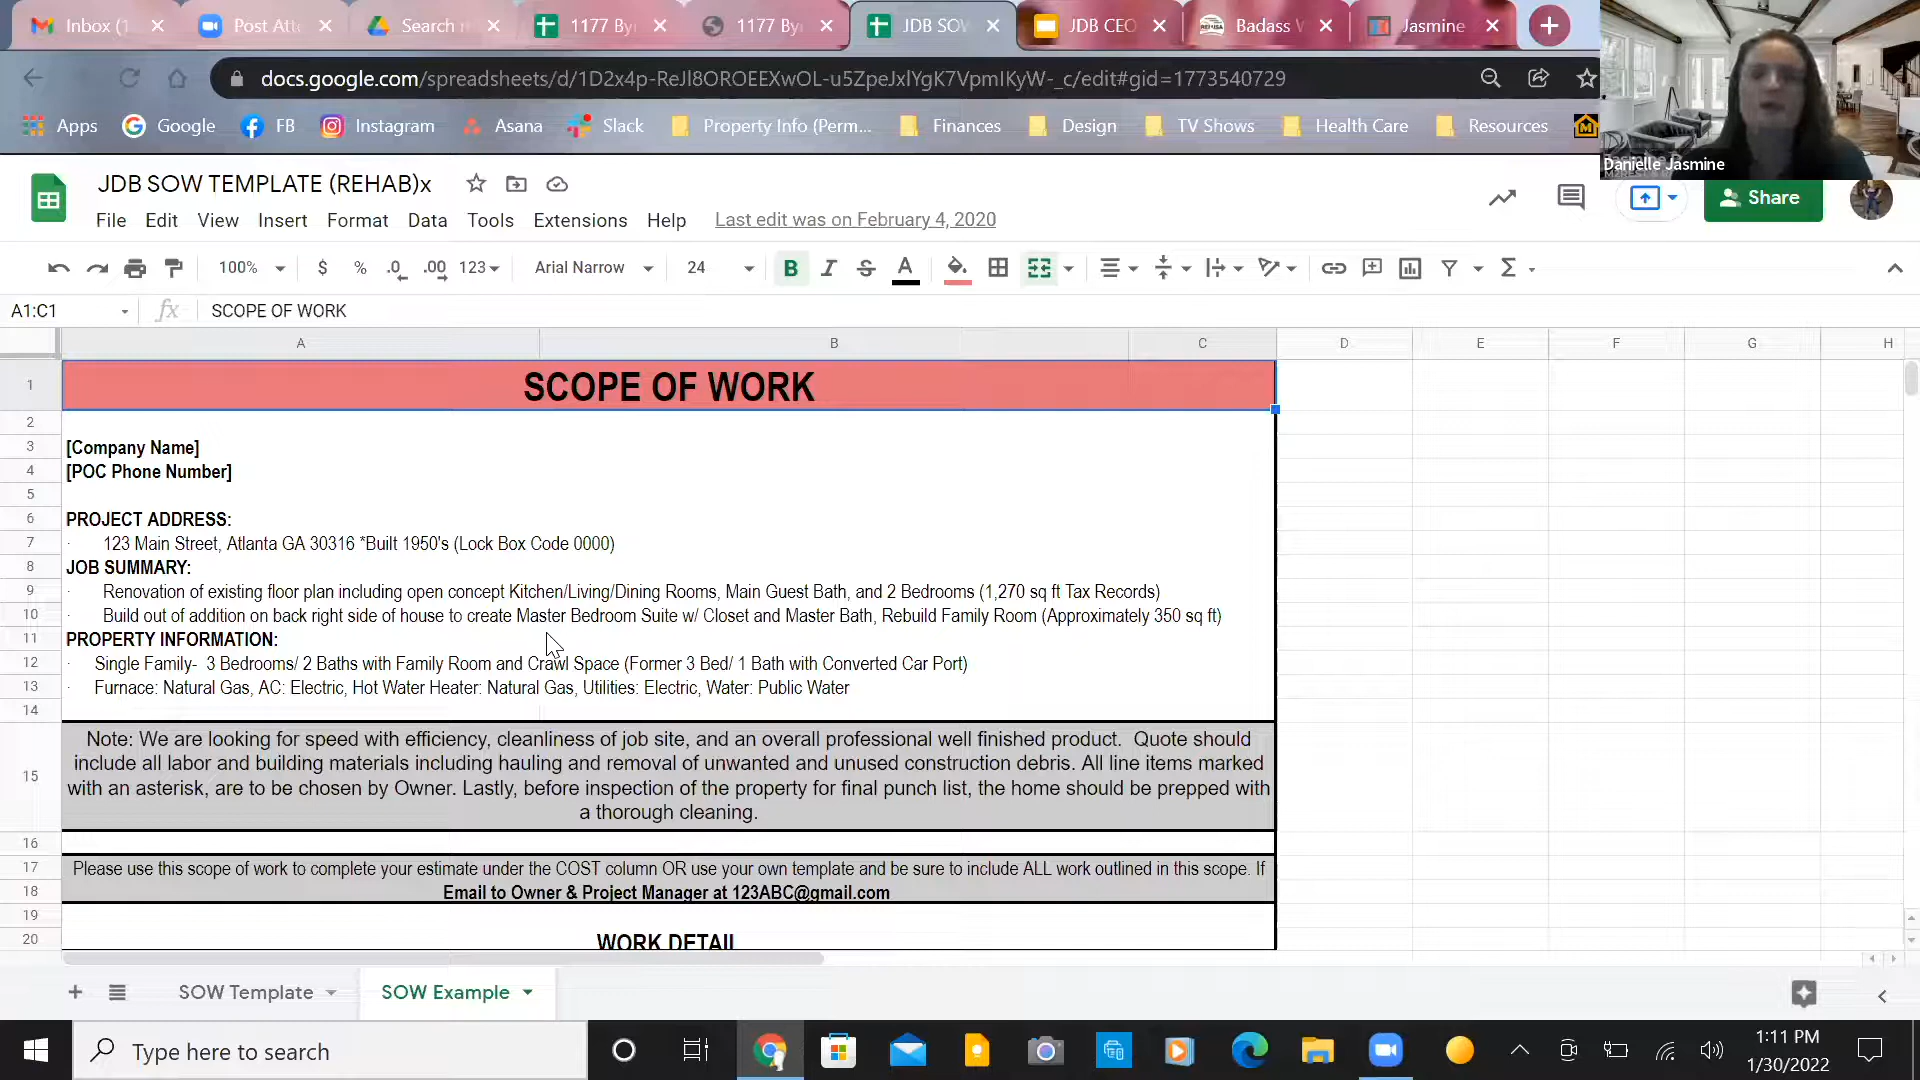 Inbox (1
Post Att
Search r
1177 By
1177 By
JDB SOV
JDB CEO
Badass V
Jasmine
docs.google.com/spreadsheets/d/1D2x4p-ReJl8OROEEXwOL-u5ZpeJxlYgK7VpmIKyW-_c/edit#gid=1773540729
Apps
Google
FB
Instagram
Asana
Slack
Property Info (Perm...
Finances
Design
TV Shows
Health Care
Resources
Danielle Jasmine
JDB SOW TEMPLATE (REHAB)x
Share
File Edit View Insert Format Data Tools Extensions Help Last edit was on February 4, 2020
100% $ % .0 .00 123 Arial Narrow 24 B I S A
A1:C1 fx SCOPE OF WORK
A B C D E F G H
1 SCOPE OF WORK
2
3 [Company Name]
4 [POC Phone Number]
5
6 PROJECT ADDRESS:
7 · 123 Main Street, Atlanta GA 30316 *Built 1950's (Lock Box Code 0000)
8 JOB SUMMARY:
9 · Renovation of existing floor plan including open concept Kitchen/Living/Dining Rooms, Main Guest Bath, and 2 Bedrooms (1,270 sq ft Tax Records)
10 · Build out of addition on back right side of house to create Master Bedroom Suite w/ Closet and Master Bath, Rebuild Family Room (Approximately 350 sq ft)
11 PROPERTY INFORMATION:
12 · Single Family- 3 Bedrooms/ 2 Baths with Family Room and Crawl Space (Former 3 Bed/ 1 Bath with Converted Car Port)
13 · Furnace: Natural Gas, AC: Electric, Hot Water Heater: Natural Gas, Utilities: Electric, Water: Public Water
14
Note: We are looking for speed with efficiency, cleanliness of job site, and an overall professional well finished product. Quote should
include all labor and building materials including hauling and removal of unwanted and unused construction debris. All line items marked
15 with an asterisk, are to be chosen by Owner. Lastly, before inspection of the property for final punch list, the home should be prepped with
a thorough cleaning.
16
17 Please use this scope of work to complete your estimate under the COST column OR use your own template and be sure to include ALL work outlined in this scope. If
18 Email to Owner & Project Manager at 123ABC@gmail.com
19
20 WORK DETAIL
SOW Template
SOW Example
Type here to search
1:11 PM
1/30/2022